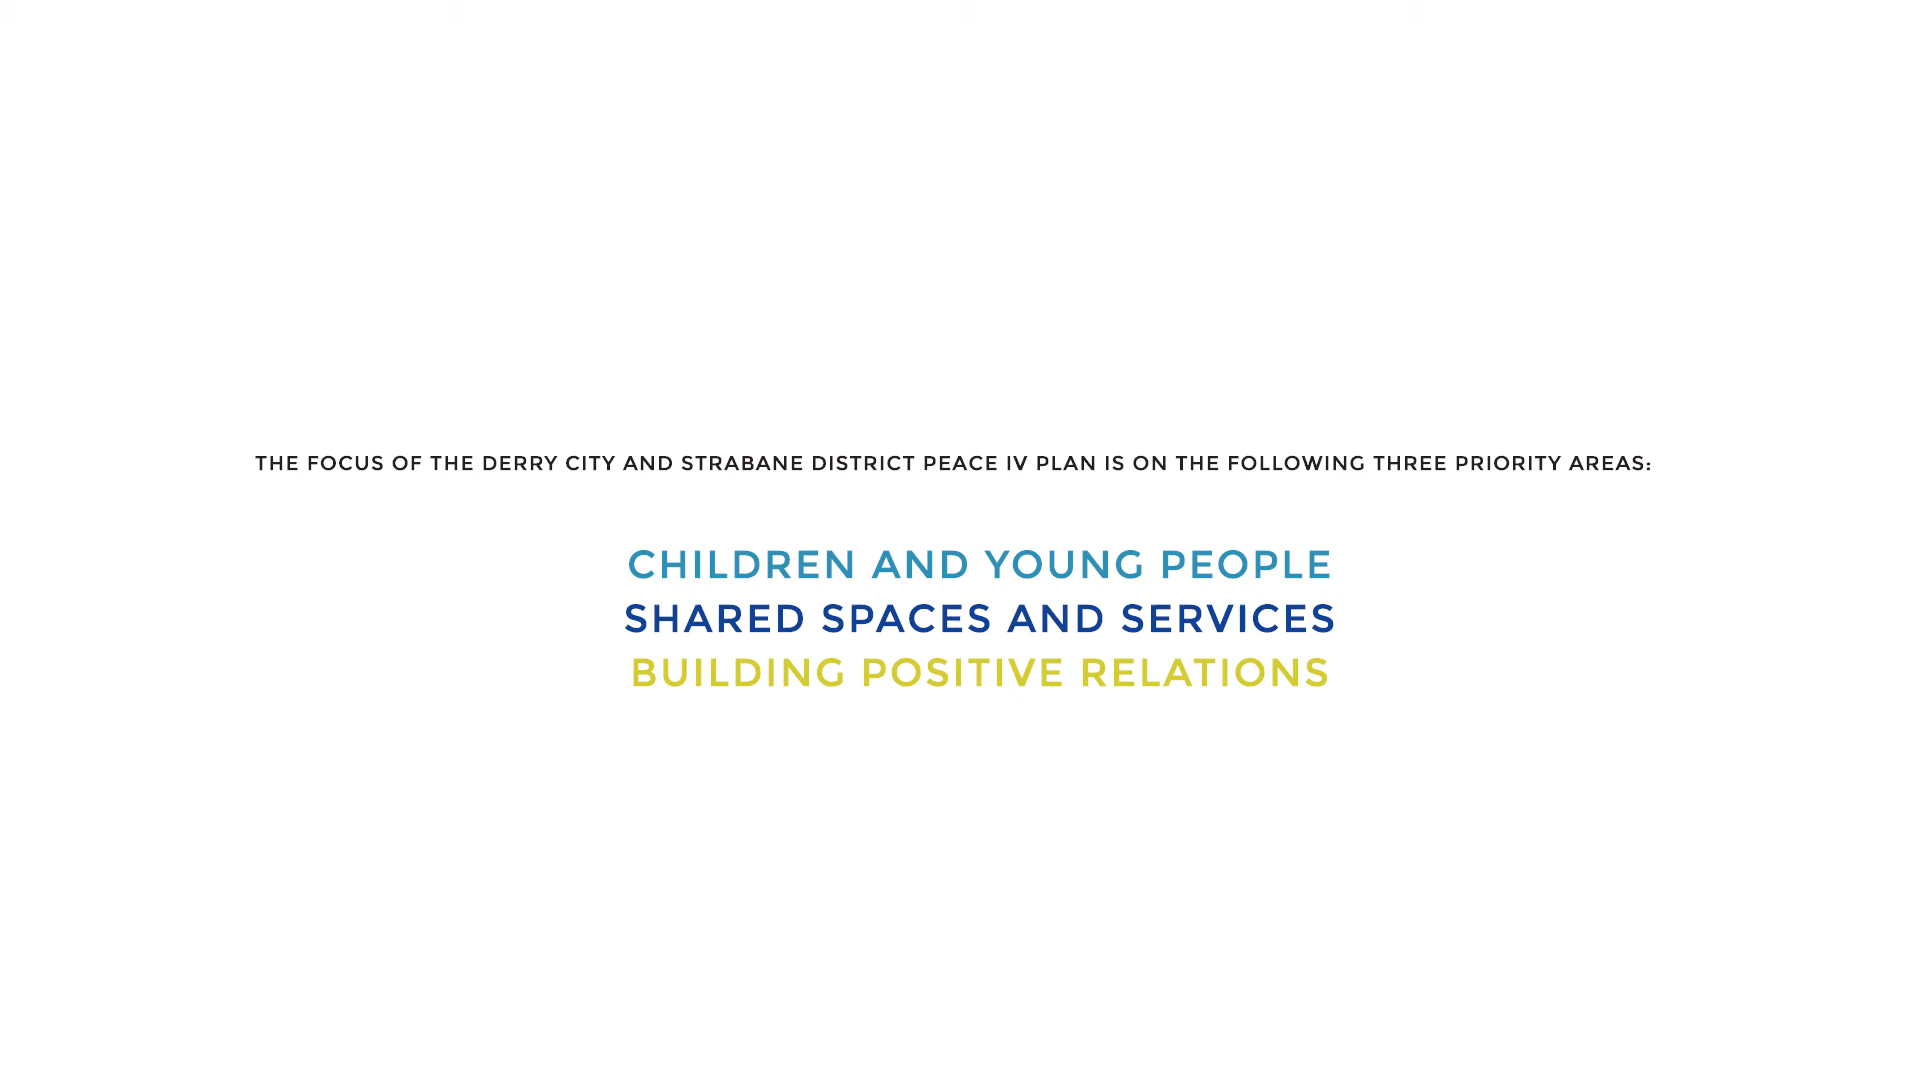 THE FOCUS OF THE DERRY CITY AND STRABANE DISTRICT PEACE IV PLAN IS ON THE FOLLOWING THREE PRIORITY AREAS:
CHILDREN AND YOUNG PEOPLE
SHARED SPACES AND SERVICES
BUILDING POSITIVE RELATIONS